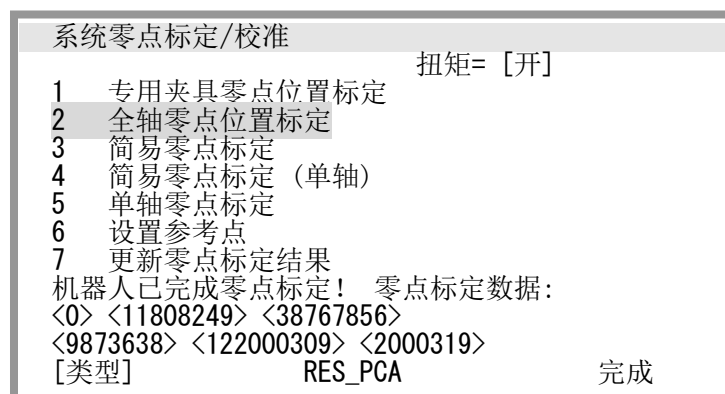 系统零点标定/校准
扭矩= [开]
1 专用夹具零点位置标定
2 全轴零点位置标定
3 简易零点标定
4 简易零点标定 (单轴)
5 单轴零点标定
6 设置参考点
7 更新零点标定结果
机器人已完成零点标定! 零点标定数据:
<0> <11808249> <38767856>
<9873638> <122000309> <2000319>
[类型] RES_PCA 完成